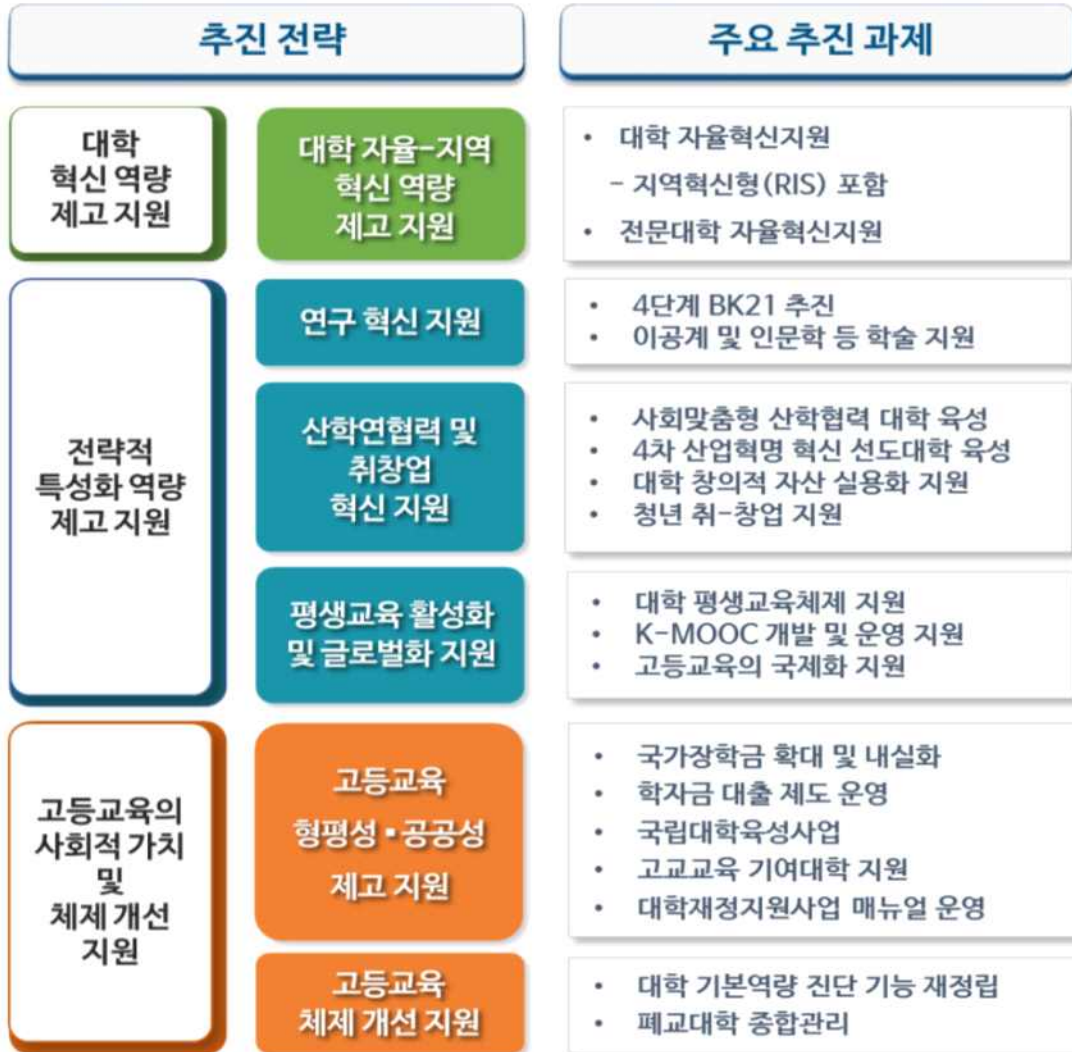 추진 전략
주요 추진 과제
대학
혁신 역량
제고 지원
대학 자율-지역
혁신 역량
제고 지원
• 대학 자율혁신지원
- 지역혁신형(RIS) 포함
• 전문대학 자율혁신지원
전략적
특성화 역량
제고 지원
연구 혁신 지원
• 4단계 BK21 추진
• 이공계 및 인문학 등 학술 지원
산학연협력 및
취창업
혁신 지원
• 사회맞춤형 산학협력 대학 육성
• 4차 산업혁명 혁신 선도대학 육성
• 대학 창의적 자산 실용화 지원
• 청년 취-창업 지원
평생교육 활성화
및 글로벌화 지원
• 대학 평생교육체제 지원
• K-MOOC 개발 및 운영 지원
• 고등교육의 국제화 지원
고등교육의
사회적 가치
및
체제 개선
지원
고등교육
형평성▪공공성
제고 지원
• 국가장학금 확대 및 내실화
• 학자금 대출 제도 운영
• 국립대학육성사업
• 고교교육 기여대학 지원
• 대학재정지원사업 매뉴얼 운영
고등교육
체제 개선 지원
• 대학 기본역량 진단 기능 재정립
• 폐교대학 종합관리